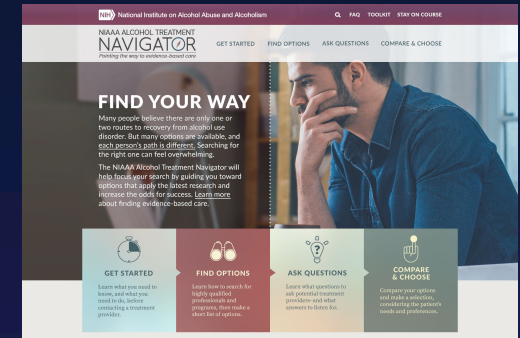 NIH National Institute on Alcohol Abuse and Alcoholism
FAQ TOOLKIT STAY ON COURSE
NIAAA ALCOHOL TREATMENT
NAVIGATOR
Pointing the way to evidence-based care
GET STARTED FIND OPTIONS ASK QUESTIONS COMPARE & CHOOSE
FIND YOUR WAY
Many people believe there are only one or
two routes to recovery from alcohol use
disorder. But many options are available, and
each person's path is different. Searching for
the right one can feel overwhelming.
The NIAAA Alcohol Treatment Navigator will
help focus your search by guiding you toward
options that apply the latest research and
increase the odds for success. Learn more
about finding evidence-based care.
GET STARTED
Learn what you need to
know, and what you
need to do, before
contacting a treatment
provider.
FIND OPTIONS
Learn how to search for
highly qualified
professionals and
programs, then make a
short list of options.
ASK QUESTIONS
Learn what questions to
ask potential treatment
providers–and what
answers to listen for.
COMPARE
& CHOOSE
Compare your options
and make a selection,
considering the patient's
needs and preferences.